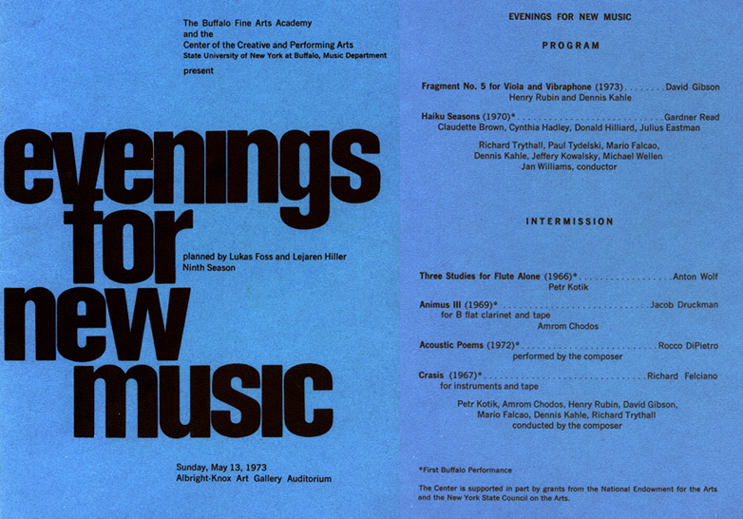 The Buffalo Fine Arts Academy
and the
Center of the Creative and Performing Arts
State University of New York at Buffalo, Music Department
present
evenings
for
new
music
planned by Lukas Foss and Lejaren Hiller
Ninth Season
Sunday, May 13, 1973
Albright-Knox Art Gallery Auditorium
EVENINGS FOR NEW MUSIC
PROGRAM
Fragment No. 5 for Viola and Vibraphone (1973)........David Gibson
Henry Rubin and Dennis Kahle
Haiku Seasons (1970)*............................Gardner Read
Claudette Brown, Cynthia Hadley, Donald Hilliard, Julius Eastman
Richard Trythall, Paul Tydelski, Mario Falcao,
Dennis Kahle, Jeffery Kowalsky, Michael Wellen
Jan Williams, conductor
INTERMISSION
Three Studies for Flute Alone (1966)*..................Anton Wolf
Petr Kotik
Animus III (1969)*............................Jacob Druckman
for B flat clarinet and tape
Amrom Chodos
Acoustic Poems (1972)*..........................Rocco DiPietro
performed by the composer
Crasis (1967)*................................Richard Felciano
for instruments and tape
Petr Kotik, Amrom Chodos, Henry Rubin, David Gibson,
Mario Falcao, Dennis Kahle, Richard Trythall
conducted by the composer
*First Buffalo Performance
The Center is supported in part by grants from the National Endowment for the Arts
and the New York State Council on the Arts.